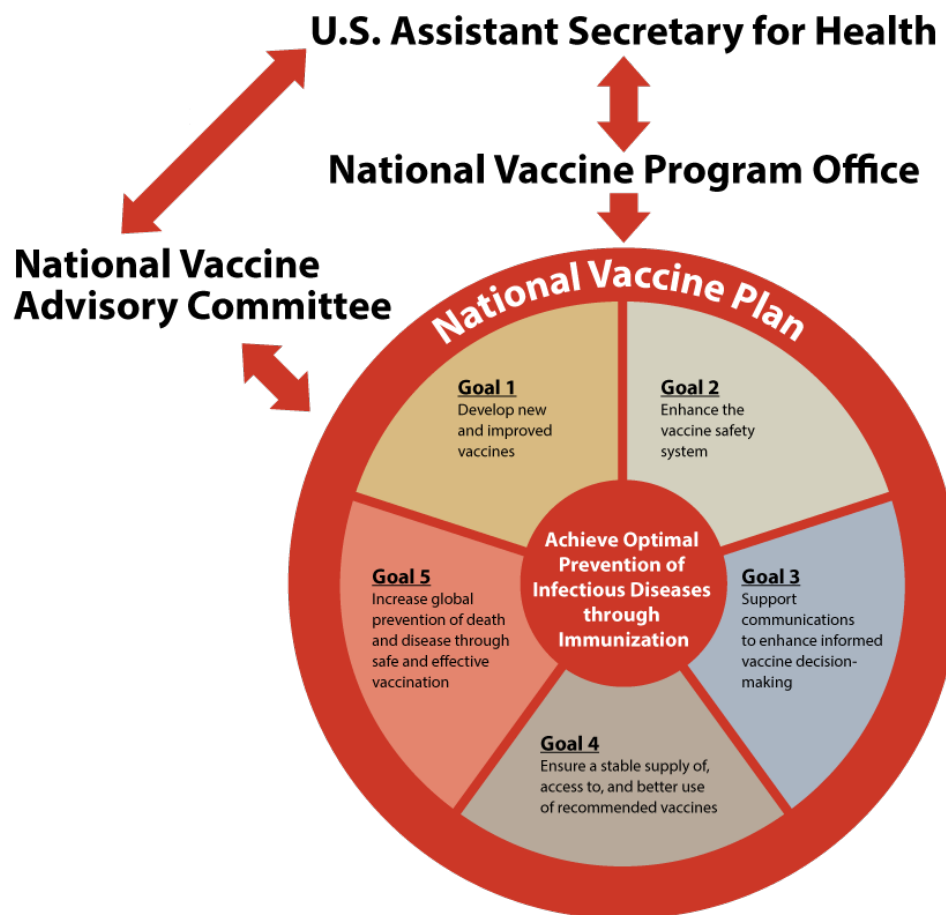 U.S. Assistant Secretary for Health
National Vaccine Program Office
National Vaccine
Advisory Committee
National Vaccine Plan
Goal 1
Develop new
and improved
vaccines
Goal 2
Enhance the
vaccine safety
system
Goal 3
Support
communications
to enhance informed
vaccine decision-
making
Goal 4
Ensure a stable supply of,
access to, and better use
of recommended vaccines
Goal 5
Increase global
prevention of death
and disease through
safe and effective
vaccination
Achieve Optimal
Prevention of
Infectious Diseases
through
Immunization